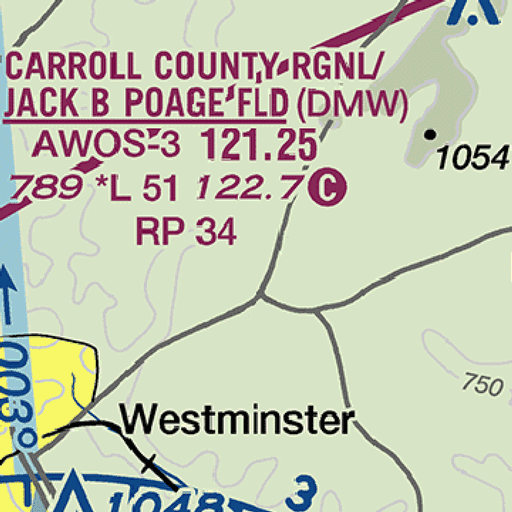 CARROLL COUNTY RGNL/
JACK B POAGE FLD (DMW)
AWOS-3 121.25
789 *L 51 122.7 C
RP 34
1054
003°
750
Westminster
1048
3